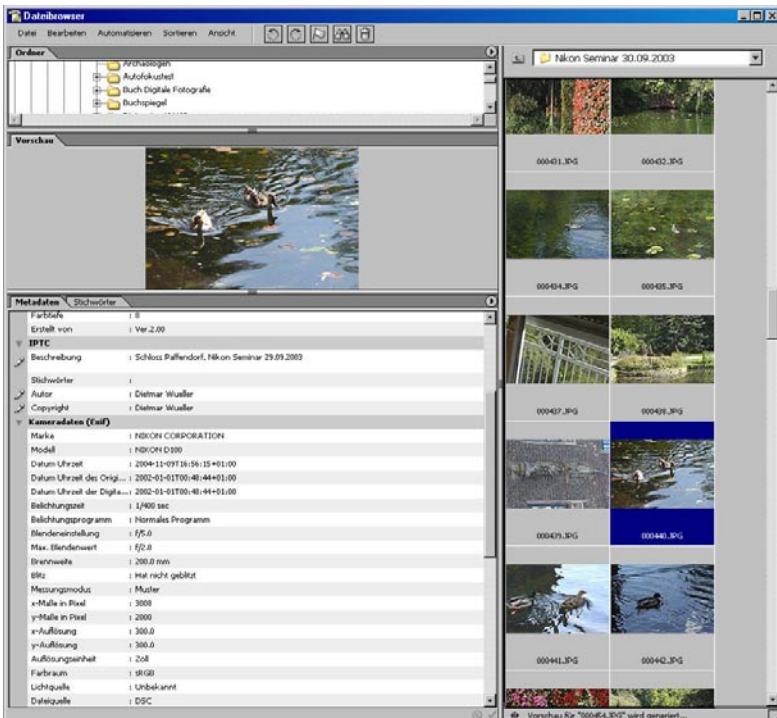 Dateibrowser
Datei Bearbeiten Automatisieren Sortieren Ansicht
Ordner
Archäologen
Autofokustest
Buch Digitale Fotografie
Buchspiegel
Vorschau
Metadaten Stichwörter
Farbtiefe : 8
Erstellt von : Ver.2.00
IPTC
Beschreibung : Schloss Paffendorf, Nikon Seminar 29.09.2003
Stichwörter :
Autor : Dietmar Wueller
Copyright : Dietmar Wueller
Kameradaten (Exif)
Marke : NIKON CORPORATION
Modell : NIKON D100
Datum Uhrzeit : 2004-11-09T16:56:15+01:00
Datum Uhrzeit des Origi... : 2002-01-01T00:48:44+01:00
Datum Uhrzeit der Digita... : 2002-01-01T00:48:44+01:00
Belichtungszeit : 1/400 sec
Belichtungsprogramm : Normales Programm
Blendeneinstellung : f/5.0
Max. Blendenwert : f/2.8
Brennweite : 200.0 mm
Blitz : Hat nicht geblitzt
Messungsmodus : Muster
x-Maße in Pixel : 3008
y-Maße in Pixel : 2000
x-Auflösung : 300.0
y-Auflösung : 300.0
Auflösungseinheit : Zoll
Farbraum : sRGB
Lichtquelle : Unbekannt
Dateiquelle : DSC
Nikon Seminar 30.09.2003
000431.JPG 000432.JPG
000434.JPG 000435.JPG
000437.JPG 000438.JPG
000439.JPG 000440.JPG
000441.JPG 000442.JPG
Vorschau für "000454.JPG" wird generiert...